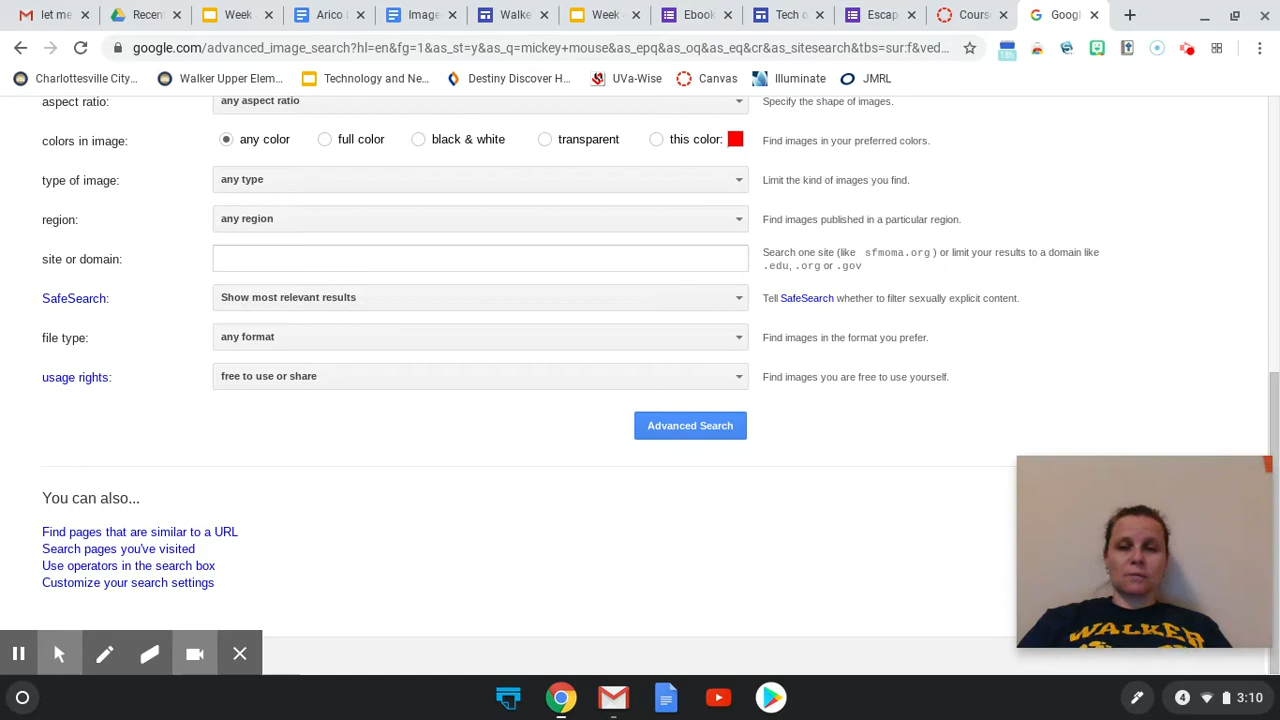 let me
Recen
Week
Arico I
Image
Walke
Week
Ebook
Tech o
Escap
Cours
Googl
google.com/advanced_image_search?hl=en&fg=1&as_st=y&as_q=mickey+mouse&as_epq&as_oq&as_eq&cr&as_sitesearch&tbs=sur:f&ved...
Charlottesville City...
Walker Upper Elem...
Technology and Ne...
Destiny Discover H...
UVa-Wise
Canvas
Illuminate
JMRL
aspect ratio: any aspect ratio Specify the shape of images.
colors in image: any color full color black & white transparent this color: Find images in your preferred colors.
type of image: any type Limit the kind of images you find.
region: any region Find images published in a particular region.
site or domain: Search one site (like sfmoma.org ) or limit your results to a domain like
.edu, .org or .gov
SafeSearch: Show most relevant results Tell SafeSearch whether to filter sexually explicit content.
file type: any format Find images in the format you prefer.
usage rights: free to use or share Find images you are free to use yourself.
Advanced Search
You can also...
Find pages that are similar to a URL
Search pages you've visited
Use operators in the search box
Customize your search settings
WALKER
4 3:10